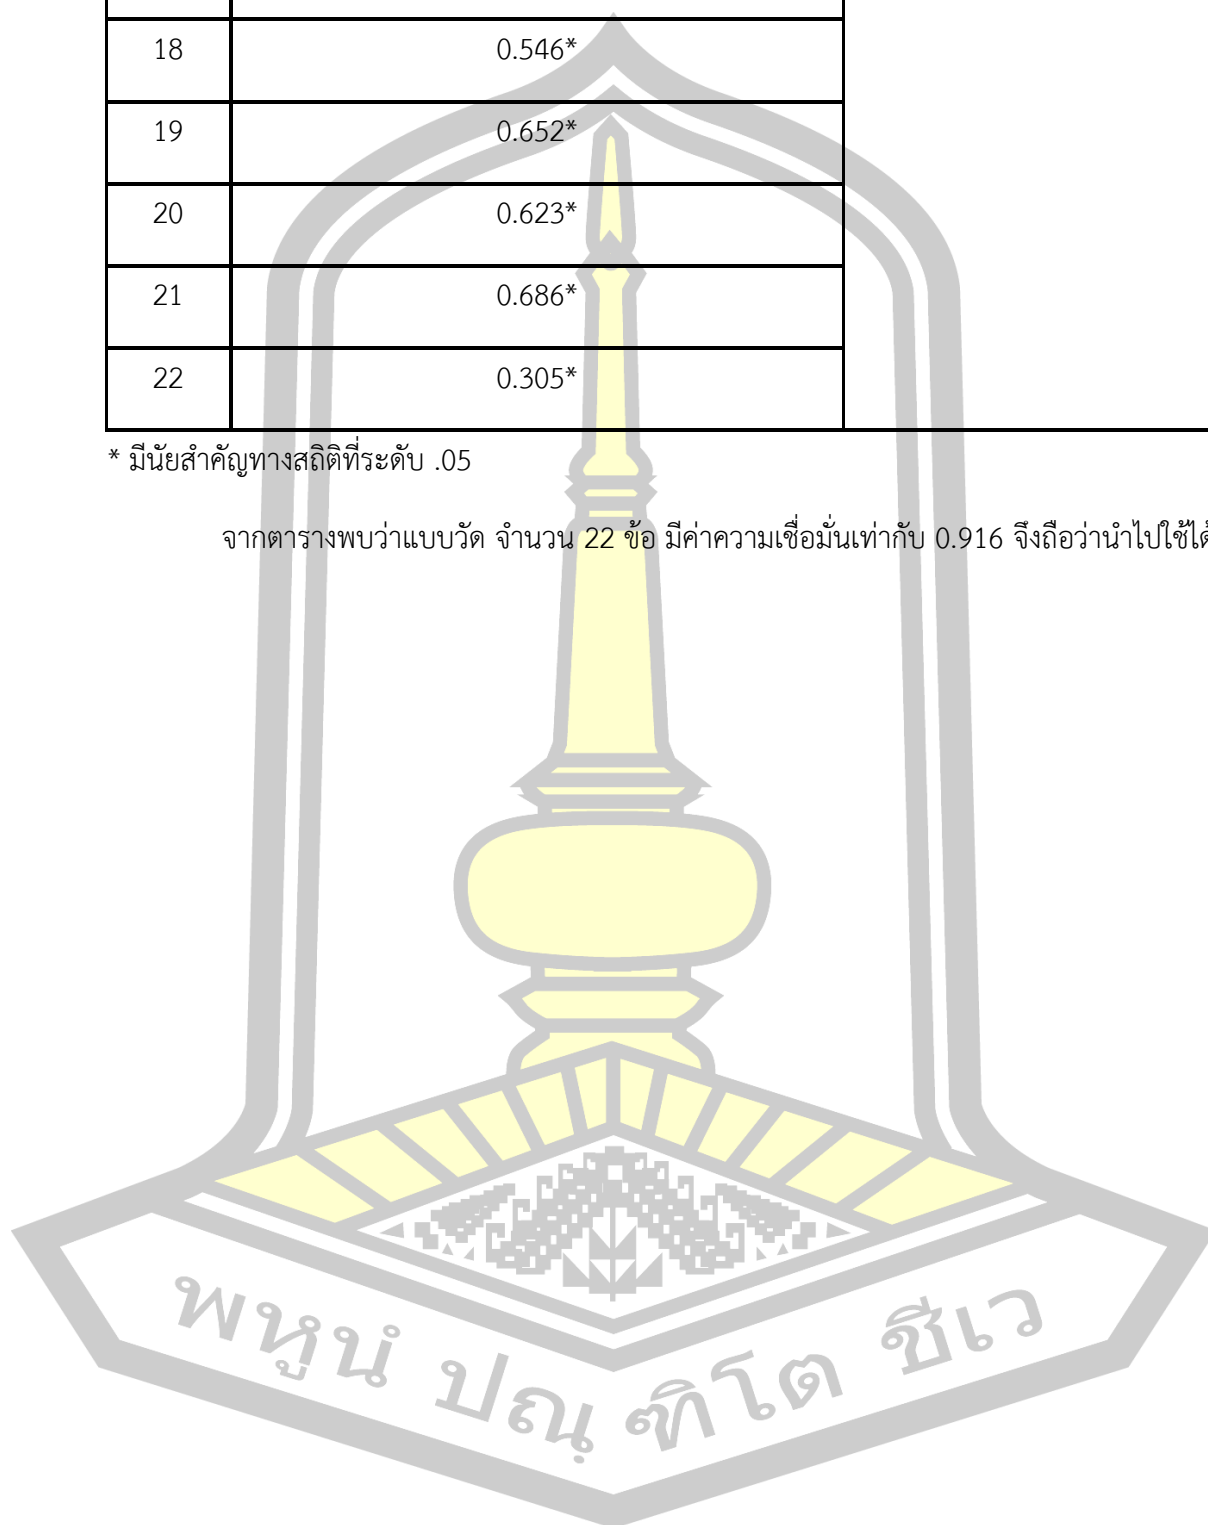 18 0.546*
19 0.652*
20 0.623*
21 0.686*
22 0.305*
* มีนัยสำคัญทางสถิติที่ระดับ .05
จากตารางพบว่าแบบวัด จำนวน 22 ข้อ มีค่าความเชื่อมั่นเท่ากับ 0.916 จึงถือว่านำไปใช้ได้
พหูนํ ปณฺฑิโต ชีเว